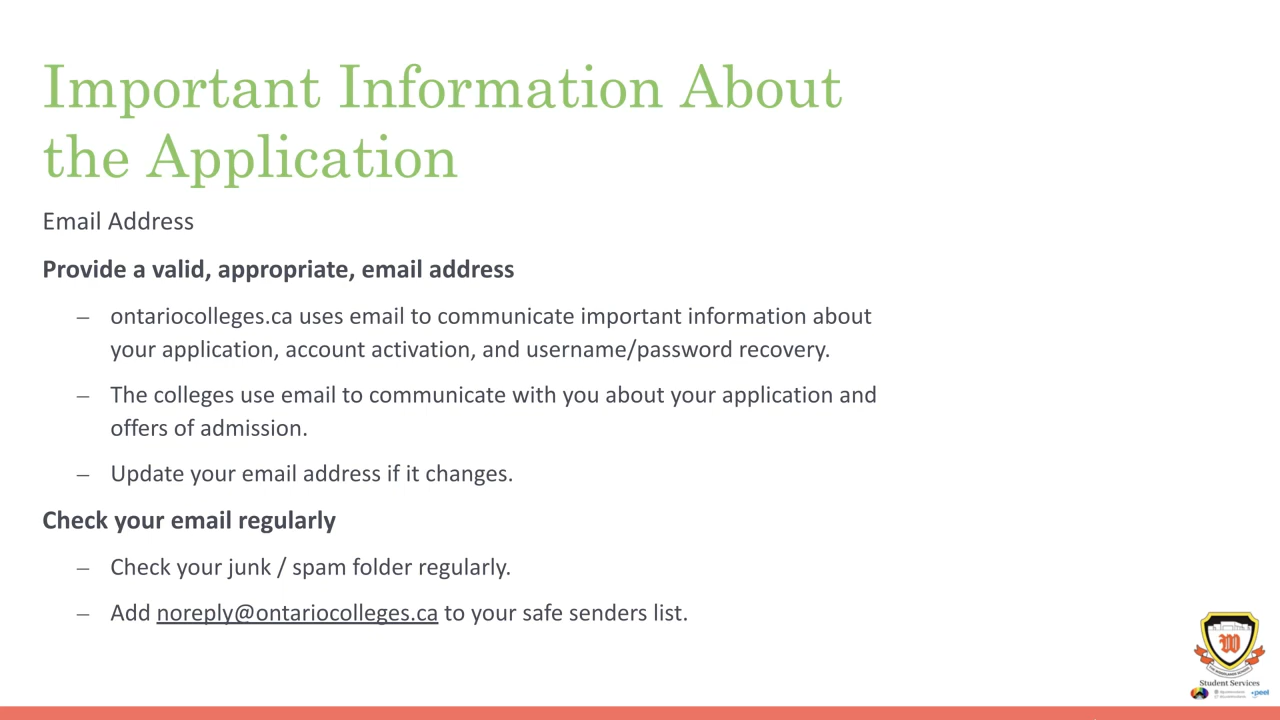 Important Information About
the Application
Email Address
Provide a valid, appropriate, email address
– ontariocolleges.ca uses email to communicate important information about
your application, account activation, and username/password recovery.
– The colleges use email to communicate with you about your application and
offers of admission.
– Update your email address if it changes.
Check your email regularly
– Check your junk / spam folder regularly.
– Add noreply@ontariocolleges.ca to your safe senders list.
W
Student Services
peel